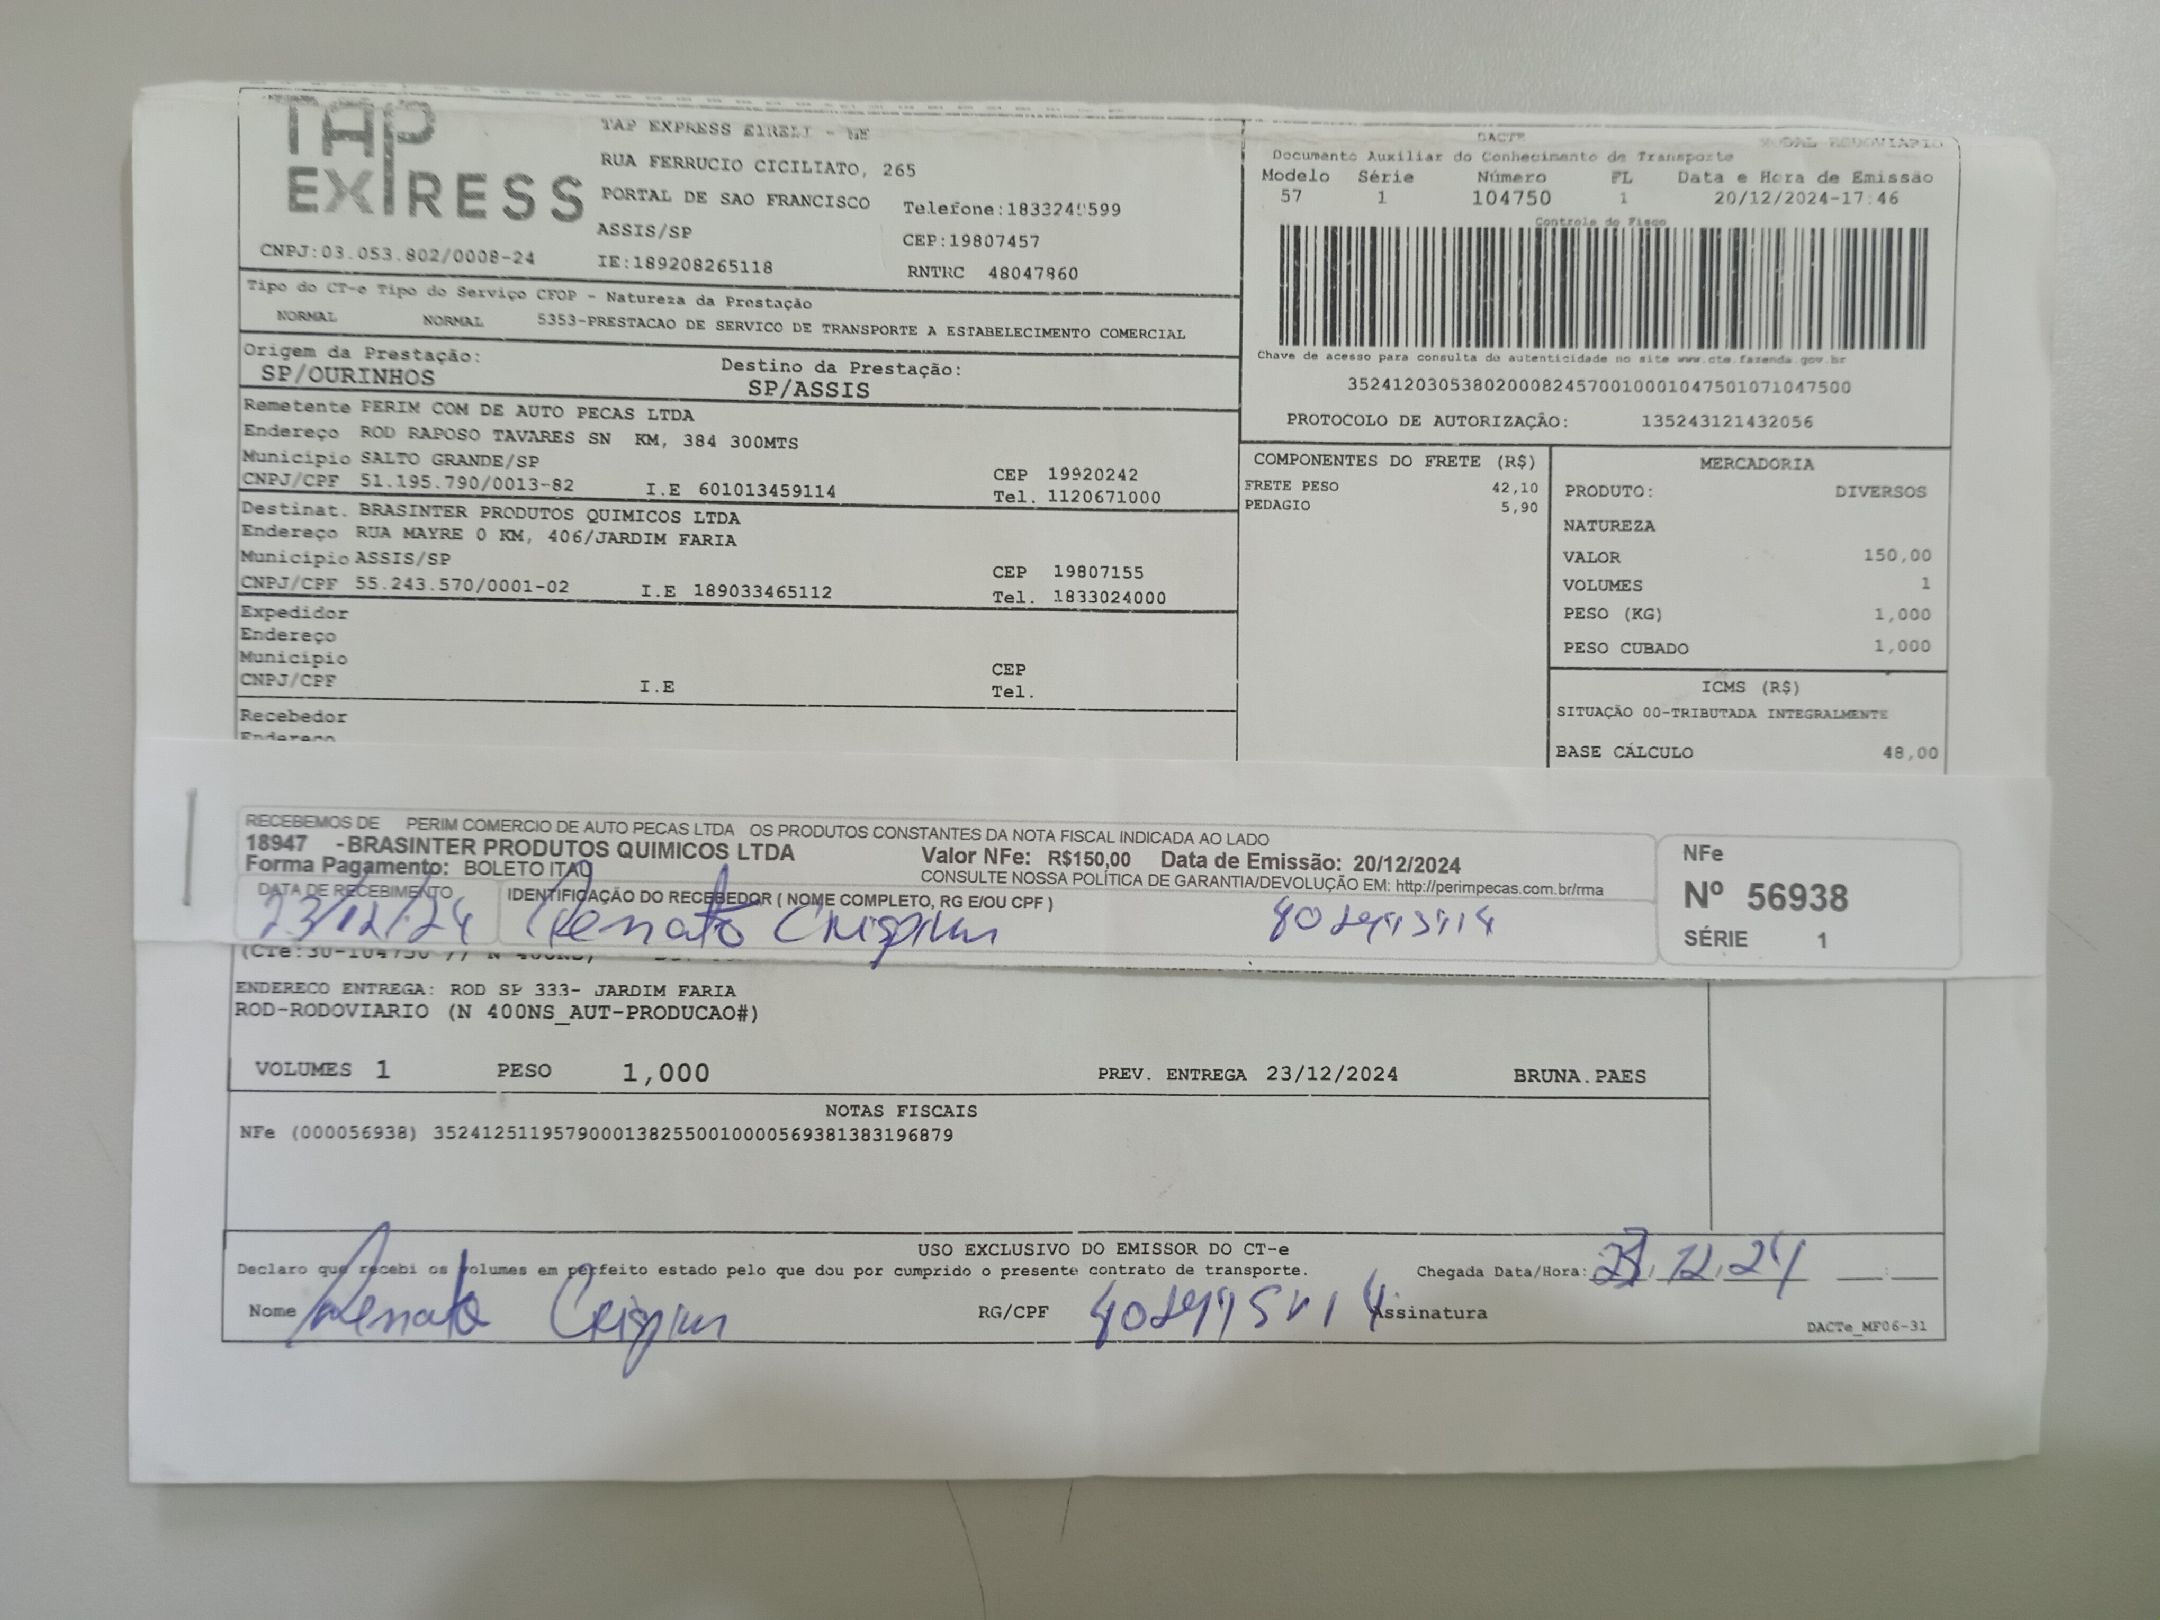 TAP
EXPRESS
TAP EXPRESS EIRELI - ME
RUA FERRUCIO CICILIATO, 265
PORTAL DE SAO FRANCISCO
Telefone:1833249599
ASSIS/SP
CEP:19807457
CNPJ:03.053.802/0008-24
IE:189208265118
RNTRC 48047860
DACTE
MODAL RODOVIARIO
Documento Auxiliar do Conhecimento de Transporte
Modelo Série Número FL Data e Hora de Emissão
57 1 104750 1 20/12/2024-17:46
Controle do Fisco
Chave de acesso para consulta de autenticidade no site www.cte.fazenda.gov.br
35241203053802000824570010001047501071047500
PROTOCOLO DE AUTORIZAÇÃO: 135243121432056
Tipo do CT-e Tipo do Serviço CFOP - Natureza da Prestação
NORMAL NORMAL 5353-PRESTACAO DE SERVICO DE TRANSPORTE A ESTABELECIMENTO COMERCIAL
Origem da Prestação: Destino da Prestação:
SP/OURINHOS SP/ASSIS
Remetente PERIM COM DE AUTO PECAS LTDA
Endereço ROD RAPOSO TAVARES SN KM, 384 300MTS
Município SALTO GRANDE/SP CEP 19920242
CNPJ/CPF 51.195.790/0013-82 I.E 601013459114 Tel. 1120671000
Destinat. BRASINTER PRODUTOS QUIMICOS LTDA
Endereço RUA MAYRE 0 KM, 406/JARDIM FARIA
Município ASSIS/SP CEP 19807155
CNPJ/CPF 55.243.570/0001-02 I.E 189033465112 Tel. 1833024000
Expedidor
Endereço
Município CEP
CNPJ/CPF I.E Tel.
Recebedor
Endereço
COMPONENTES DO FRETE (R$)
FRETE PESO 42,10
PEDAGIO 5,90
MERCADORIA
PRODUTO: DIVERSOS
NATUREZA
VALOR 150,00
VOLUMES 1
PESO (KG) 1,000
PESO CUBADO 1,000
ICMS (R$)
SITUAÇÃO 00-TRIBUTADA INTEGRALMENTE
BASE CÁLCULO 48,00
RECEBEMOS DE PERIM COMERCIO DE AUTO PECAS LTDA OS PRODUTOS CONSTANTES DA NOTA FISCAL INDICADA AO LADO
18947 -BRASINTER PRODUTOS QUIMICOS LTDA Valor NFe: R$150,00 Data de Emissão: 20/12/2024
Forma Pagamento: BOLETO ITAÚ CONSULTE NOSSA POLÍTICA DE GARANTIA/DEVOLUÇÃO EM: http://perimpecas.com.br/rma
DATA DE RECEBIMENTO IDENTIFICAÇÃO DO RECEBEDOR ( NOME COMPLETO, RG E/OU CPF )
23/12/24 Renato Crispim
NFe
Nº 56938
SÉRIE 1
ENDERECO ENTREGA: ROD SP 333- JARDIM FARIA
ROD-RODOVIARIO (N 400NS_AUT-PRODUCAO#)
VOLUMES 1 PESO 1,000 PREV. ENTREGA 23/12/2024 BRUNA.PAES
NOTAS FISCAIS
NFe (000056938) 35241251195790001382550010000569381383196879
USO EXCLUSIVO DO EMISSOR DO CT-e
Declaro que recebi os volumes em perfeito estado pelo que dou por cumprido o presente contrato de transporte. Chegada Data/Hora: 23.12.24 __:__
Nome Renato Crispim RG/CPF Assinatura
DACTe_MF06-31